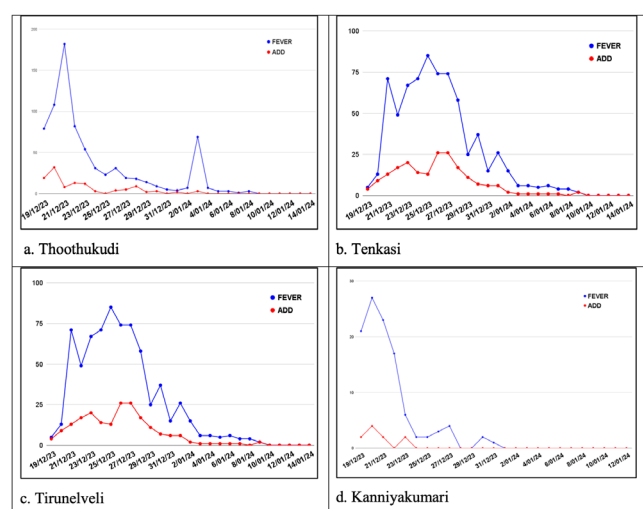 200
FEVER
ADD
150
100
50
0
19/12/23 21/12/23 23/12/23 25/12/23 27/12/23 29/12/23 31/12/23 2/01/24 4/01/24 6/01/24 8/01/24 10/01/24 12/01/24 14/01/24
a. Thoothukudi
100
FEVER
ADD
75
50
25
0
19/12/23 21/12/23 23/12/23 25/12/23 27/12/23 29/12/23 31/12/23 2/01/24 4/01/24 6/01/24 8/01/24 10/01/24 12/01/24 14/01/24
b. Tenkasi
100
FEVER
ADD
75
50
25
0
19/12/23 21/12/23 23/12/23 25/12/23 27/12/23 29/12/23 31/12/23 2/01/24 4/01/24 6/01/24 8/01/24 10/01/24 12/01/24 14/01/24
c. Tirunelveli
30
FEVER
ADD
20
10
0
19/12/23 21/12/23 23/12/23 25/12/23 27/12/23 29/12/23 31/12/23 2/01/24 4/01/24 6/01/24 8/01/24 10/01/24 12/01/24
d. Kanniyakumari